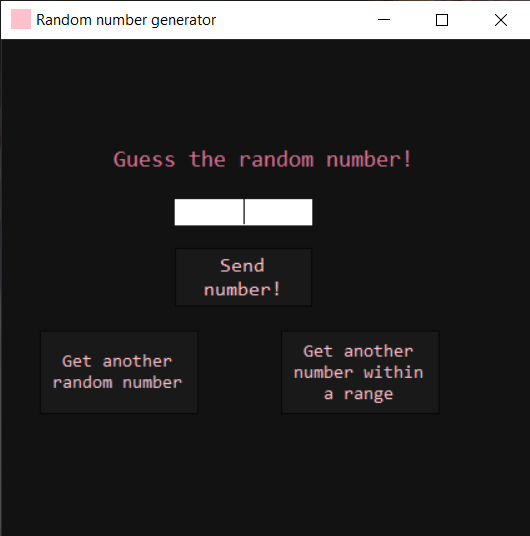 Random number generator
Guess the random number!
Send
number!
Get another
random number
Get another
number within
a range